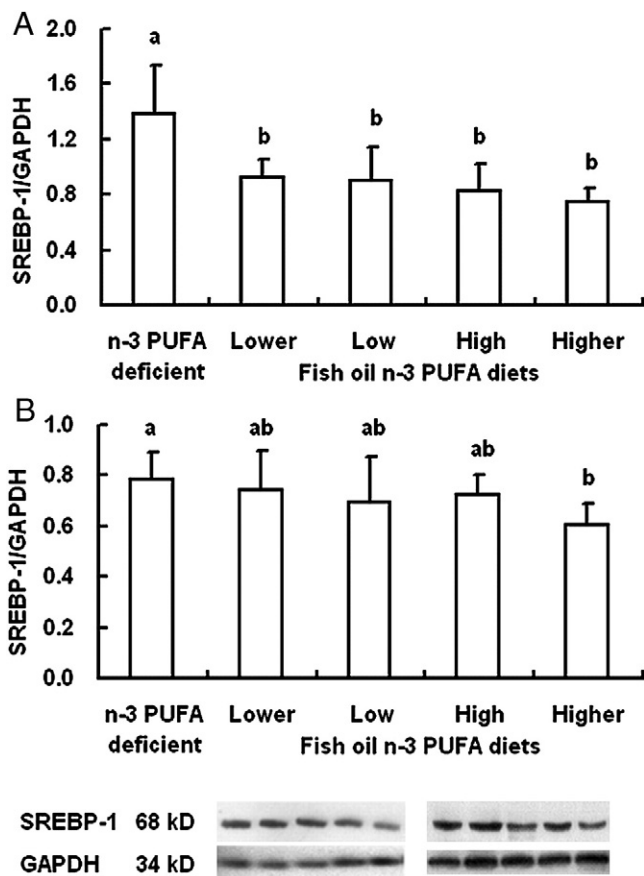 A
SREBP-1/GAPDH
2.0
1.6
1.2
0.8
0.4
0.0
a
b
b
b
b
n-3 PUFA deficient
Lower
Low
High
Higher
Fish oil n-3 PUFA diets
B
SREBP-1/GAPDH
1.0
0.8
0.6
0.4
0.2
0.0
a
ab
ab
ab
b
n-3 PUFA deficient
Lower
Low
High
Higher
Fish oil n-3 PUFA diets
SREBP-1 68 kD
GAPDH 34 kD